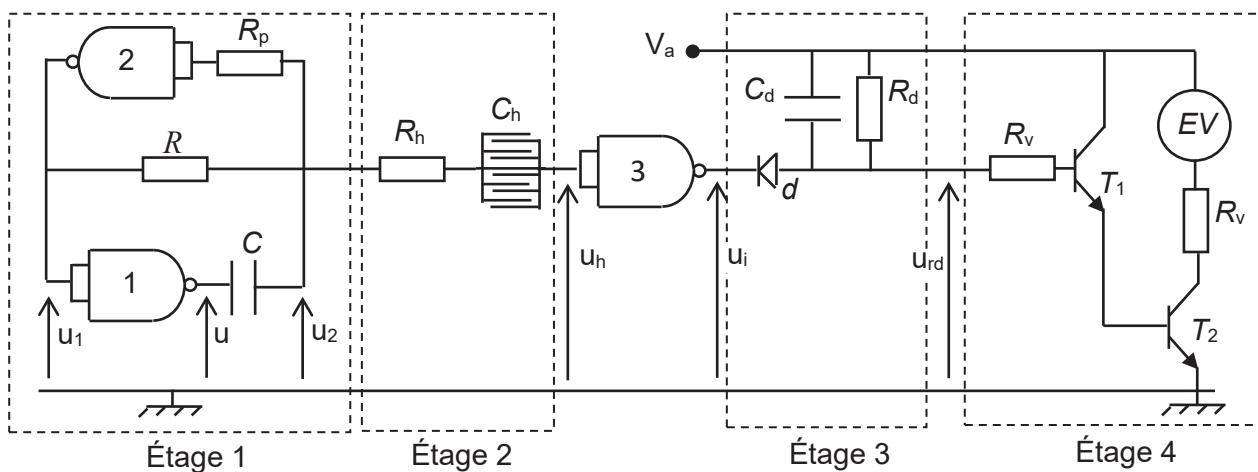 R_p
2
V_a
C_d
R_d
C_h
R_v
EV
R
R_h
3
d
T_1
R_v
C
1
u_h
u_i
u_rd
T_2
u_1
u
u_2
Étage 1
Étage 2
Étage 3
Étage 4